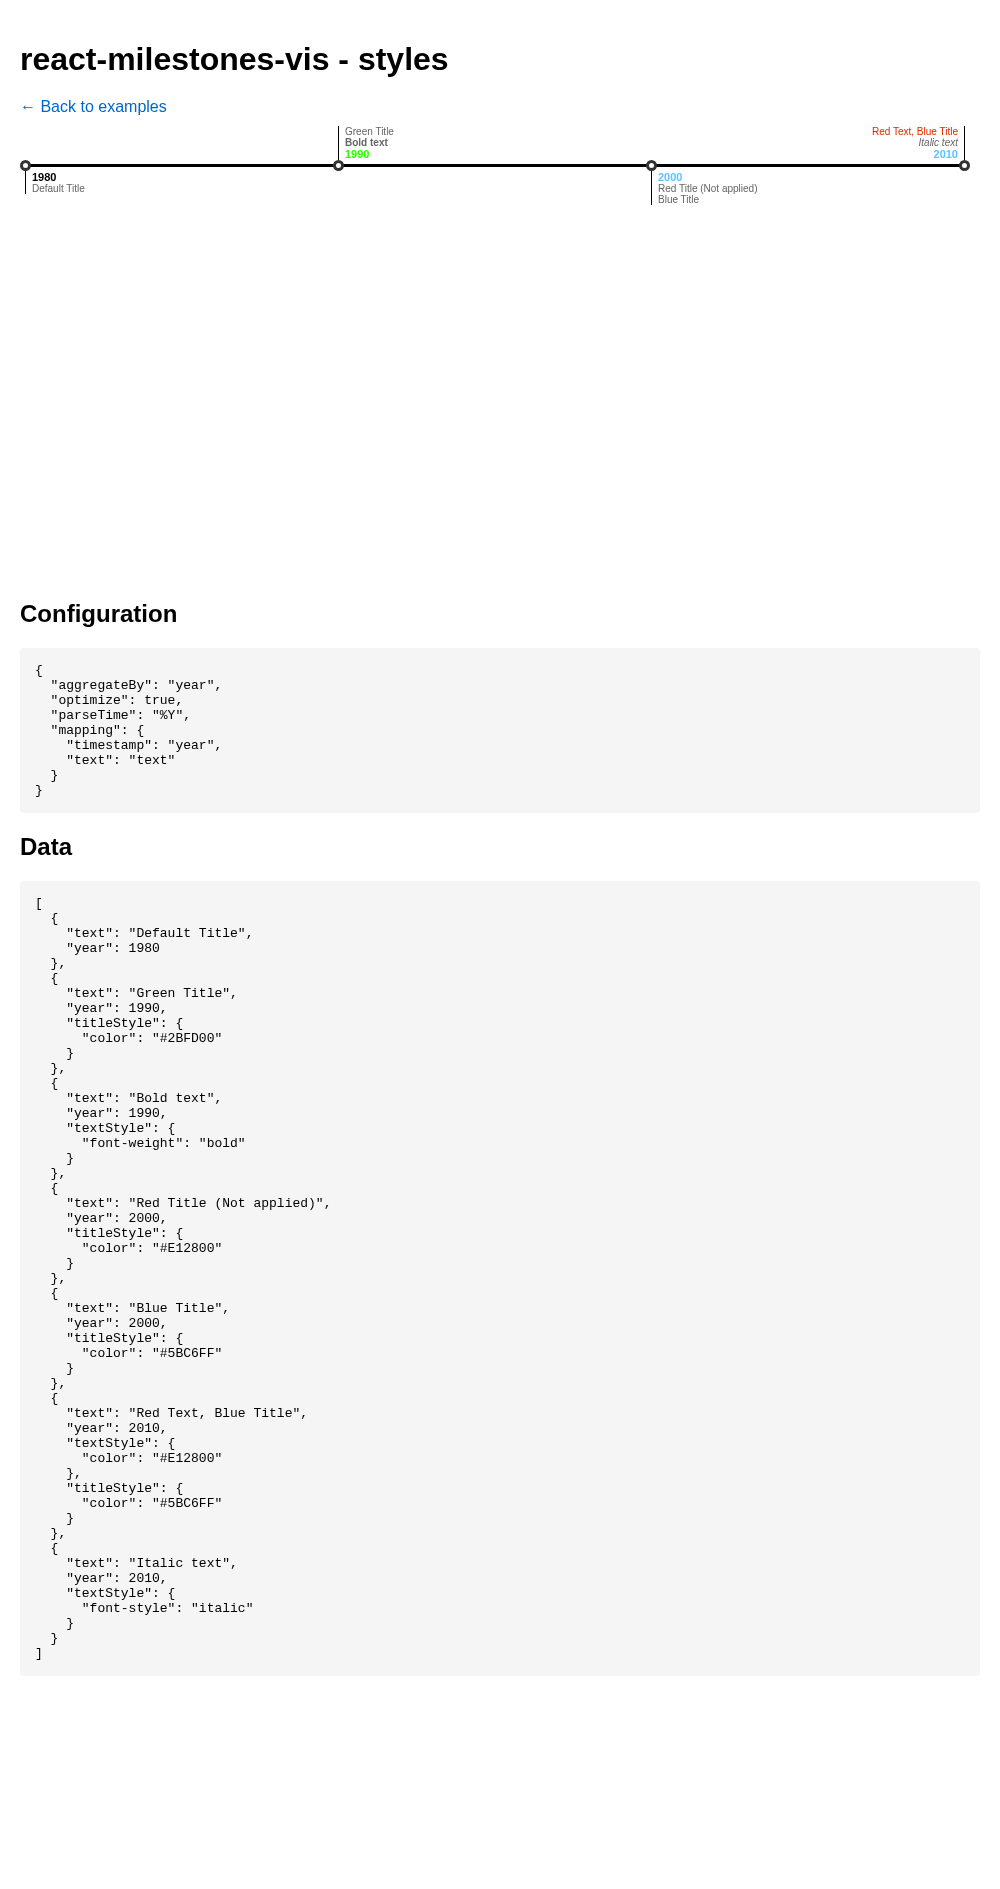 react-milestones-vis - styles
← Back to examples
Green Title
Bold text
1990
Red Text, Blue Title
Italic text
2010
1980
Default Title
2000
Red Title (Not applied)
Blue Title
Configuration
{
  "aggregateBy": "year",
  "optimize": true,
  "parseTime": "%Y",
  "mapping": {
    "timestamp": "year",
    "text": "text"
  }
}
Data
[
  {
    "text": "Default Title",
    "year": 1980
  },
  {
    "text": "Green Title",
    "year": 1990,
    "titleStyle": {
      "color": "#2BFD00"
    }
  },
  {
    "text": "Bold text",
    "year": 1990,
    "textStyle": {
      "font-weight": "bold"
    }
  },
  {
    "text": "Red Title (Not applied)",
    "year": 2000,
    "titleStyle": {
      "color": "#E12800"
    }
  },
  {
    "text": "Blue Title",
    "year": 2000,
    "titleStyle": {
      "color": "#5BC6FF"
    }
  },
  {
    "text": "Red Text, Blue Title",
    "year": 2010,
    "textStyle": {
      "color": "#E12800"
    },
    "titleStyle": {
      "color": "#5BC6FF"
    }
  },
  {
    "text": "Italic text",
    "year": 2010,
    "textStyle": {
      "font-style": "italic"
    }
  }
]